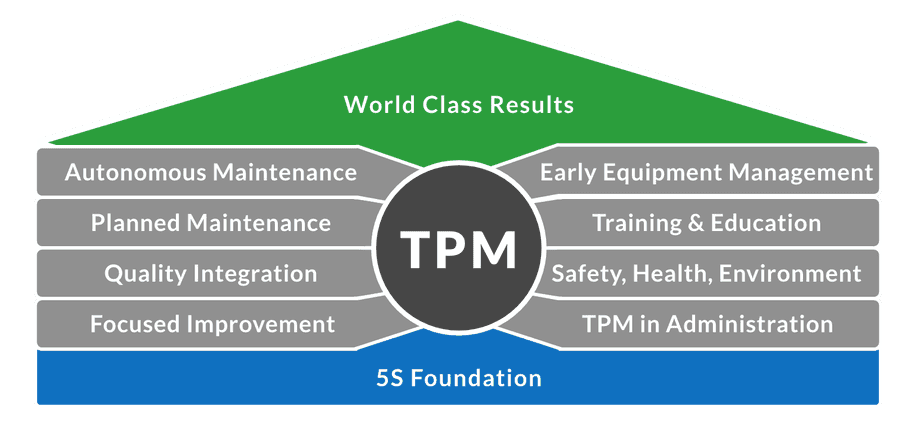 World Class Results
Autonomous Maintenance
Planned Maintenance
Quality Integration
Focused Improvement
TPM
Early Equipment Management
Training & Education
Safety, Health, Environment
TPM in Administration
5S Foundation